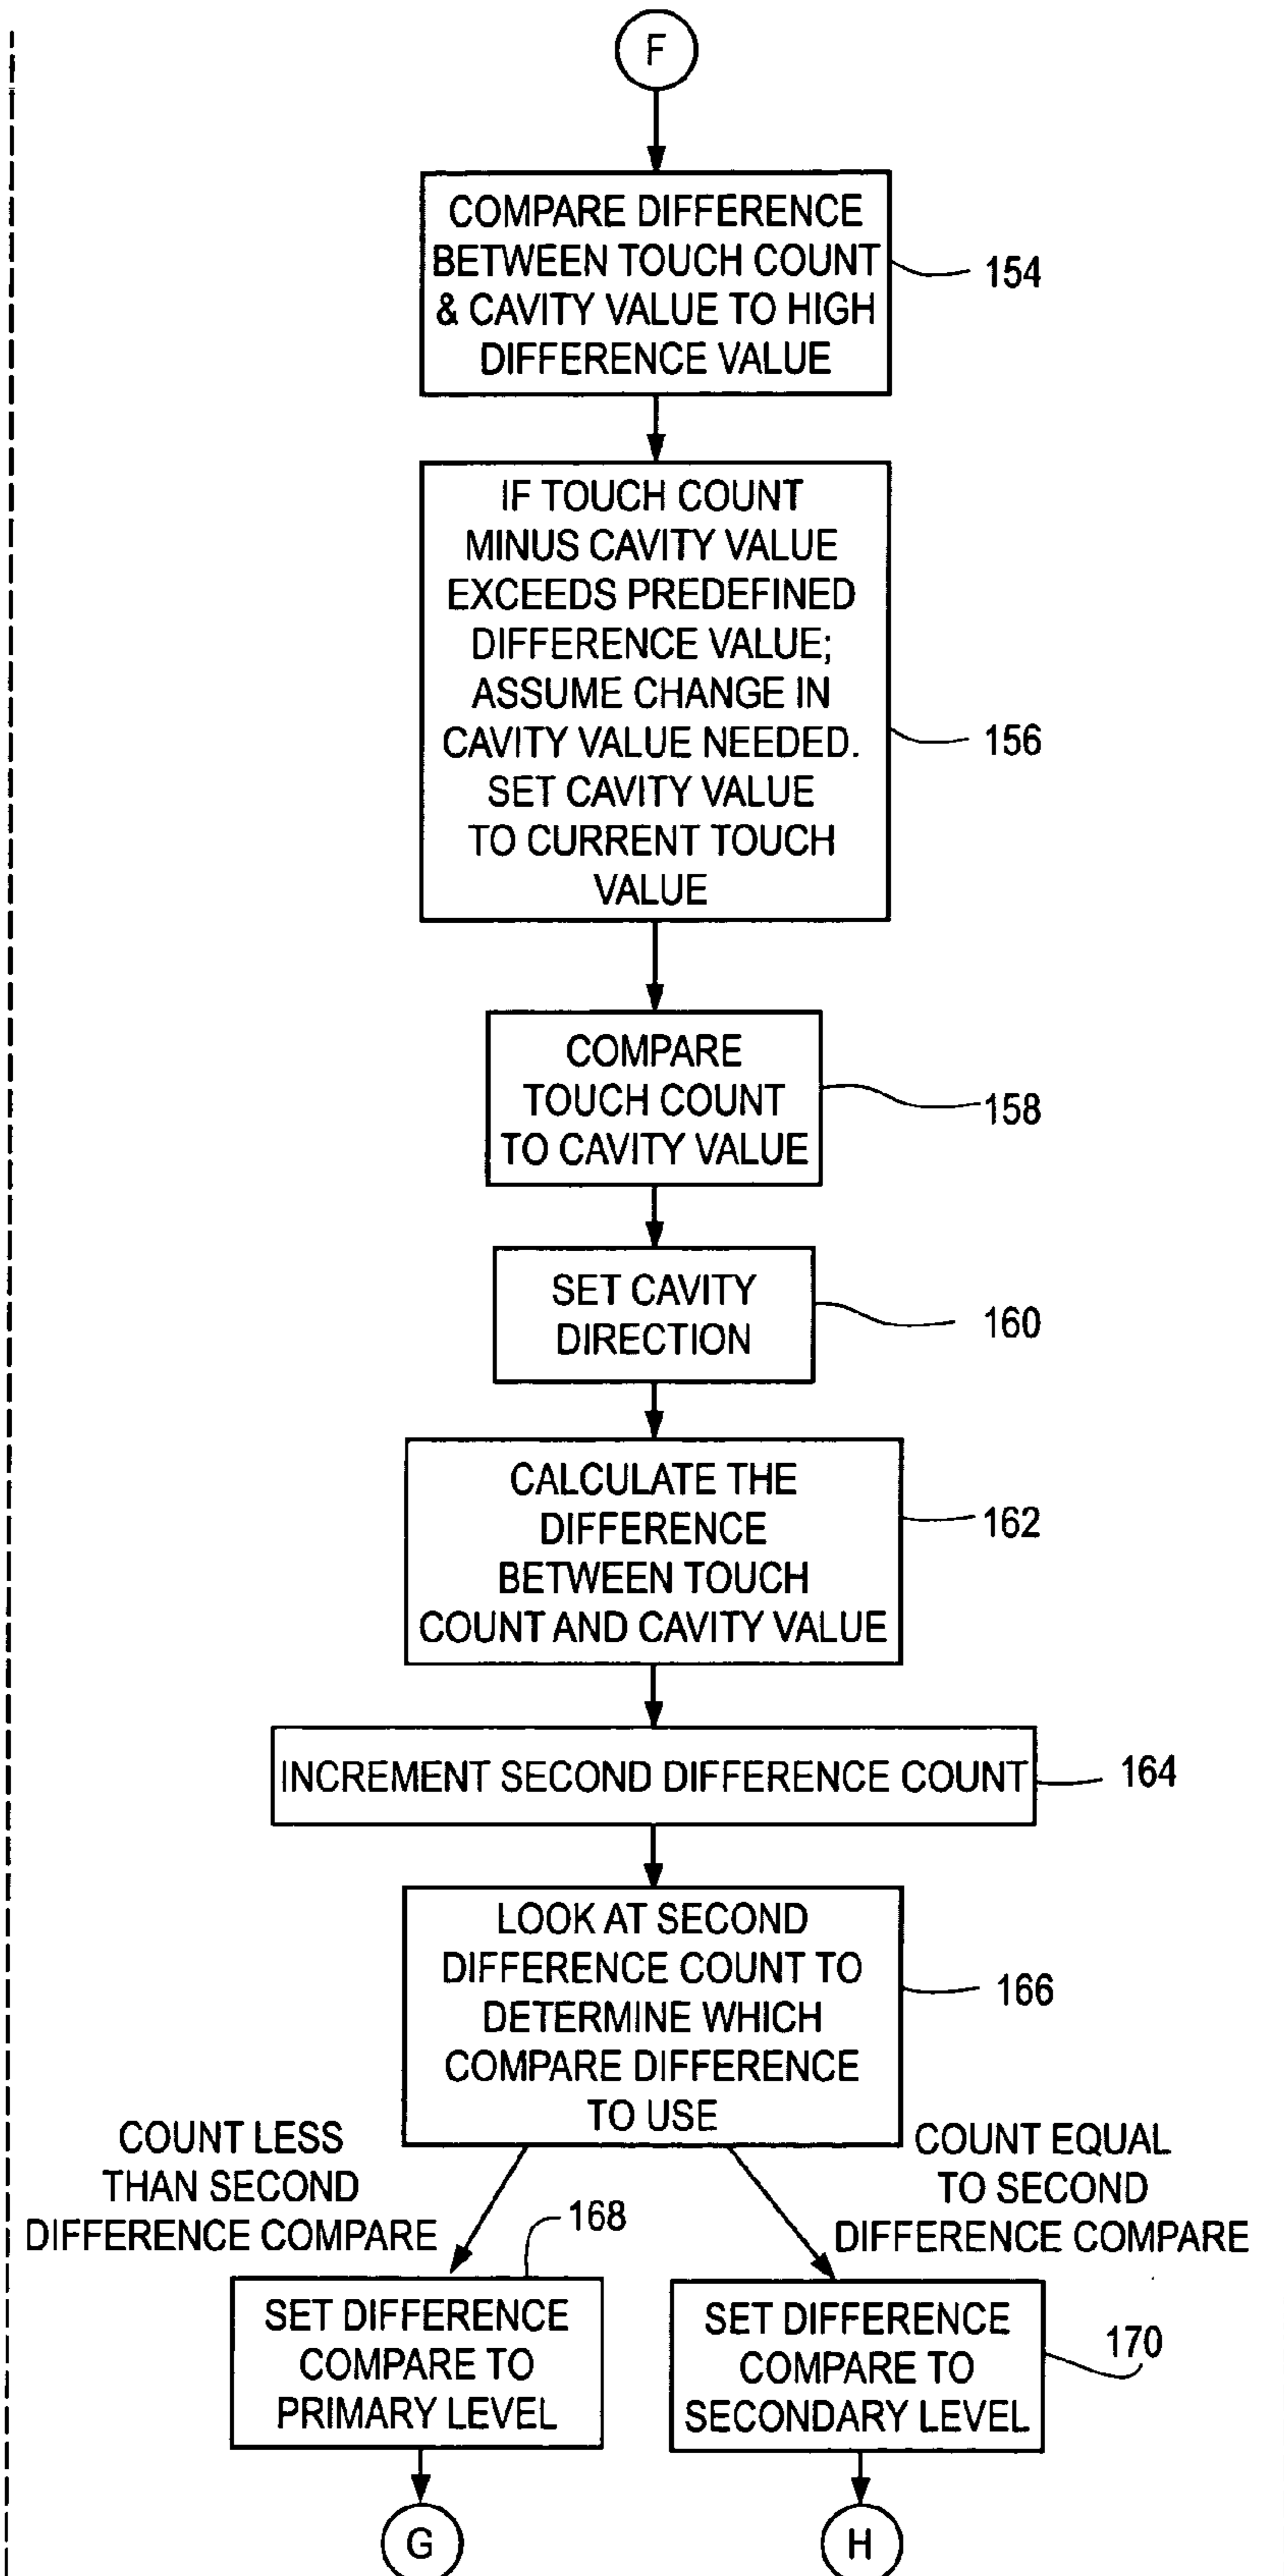 F
COMPARE DIFFERENCE
BETWEEN TOUCH COUNT
& CAVITY VALUE TO HIGH
DIFFERENCE VALUE
154
IF TOUCH COUNT
MINUS CAVITY VALUE
EXCEEDS PREDEFINED
DIFFERENCE VALUE;
ASSUME CHANGE IN
CAVITY VALUE NEEDED.
SET CAVITY VALUE
TO CURRENT TOUCH
VALUE
156
COMPARE
TOUCH COUNT
TO CAVITY VALUE
158
SET CAVITY
DIRECTION
160
CALCULATE THE
DIFFERENCE
BETWEEN TOUCH
COUNT AND CAVITY VALUE
162
INCREMENT SECOND DIFFERENCE COUNT
164
LOOK AT SECOND
DIFFERENCE COUNT TO
DETERMINE WHICH
COMPARE DIFFERENCE
TO USE
166
COUNT LESS
THAN SECOND
DIFFERENCE COMPARE
COUNT EQUAL
TO SECOND
DIFFERENCE COMPARE
168
SET DIFFERENCE
COMPARE TO
PRIMARY LEVEL
SET DIFFERENCE
COMPARE TO
SECONDARY LEVEL
170
G
H